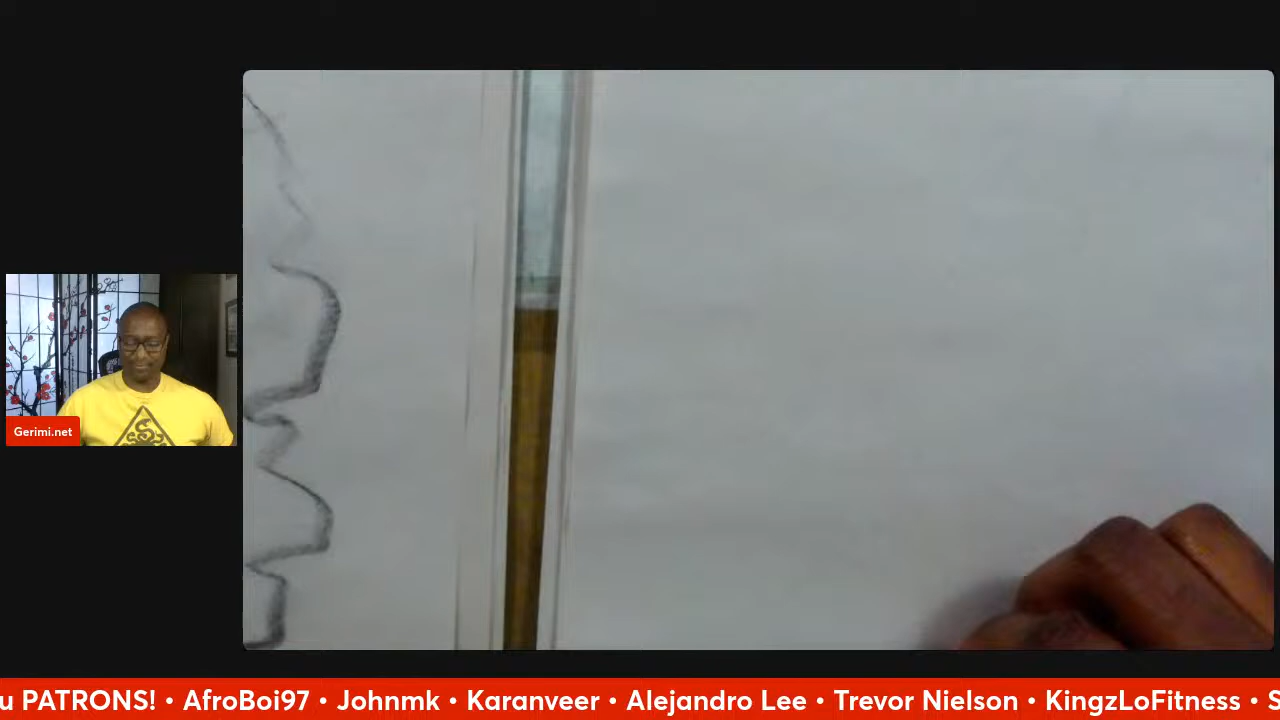 Gerimi.net
u PATRONS! • AfroBoi97 • Johnmk • Karanveer • Alejandro Lee • Trevor Nielson • KingzLoFitness • S